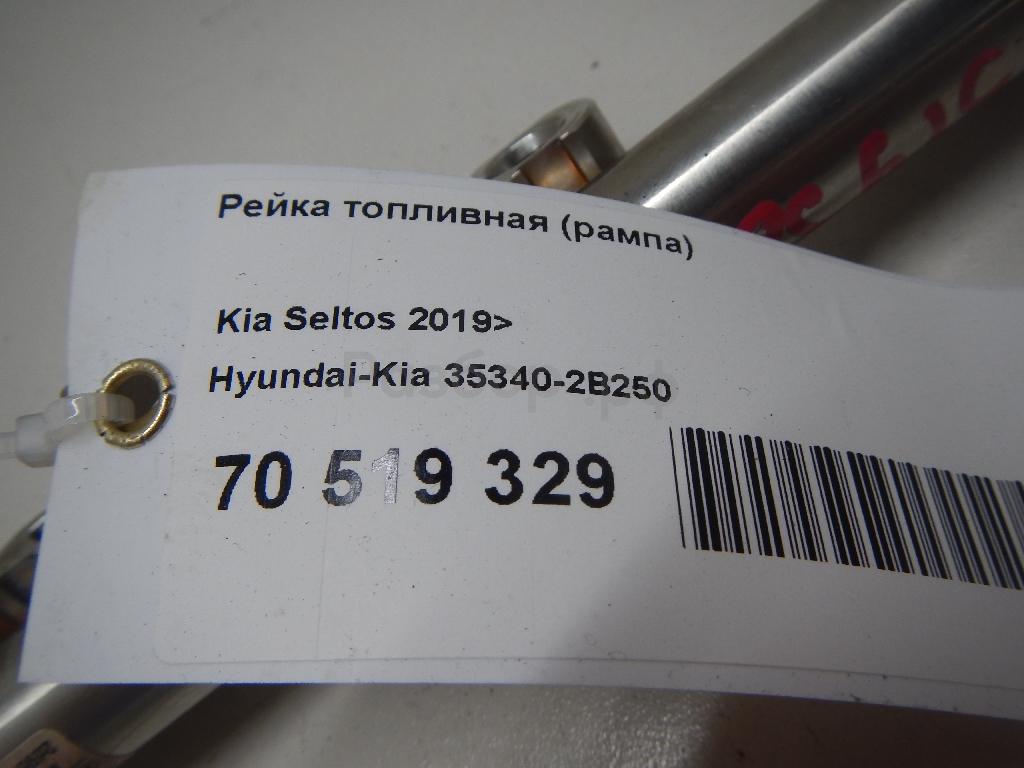 Рейка топливная (рампа)
Kia Seltos 2019>
Hyundai-Kia 35340-2B250
70 519 329